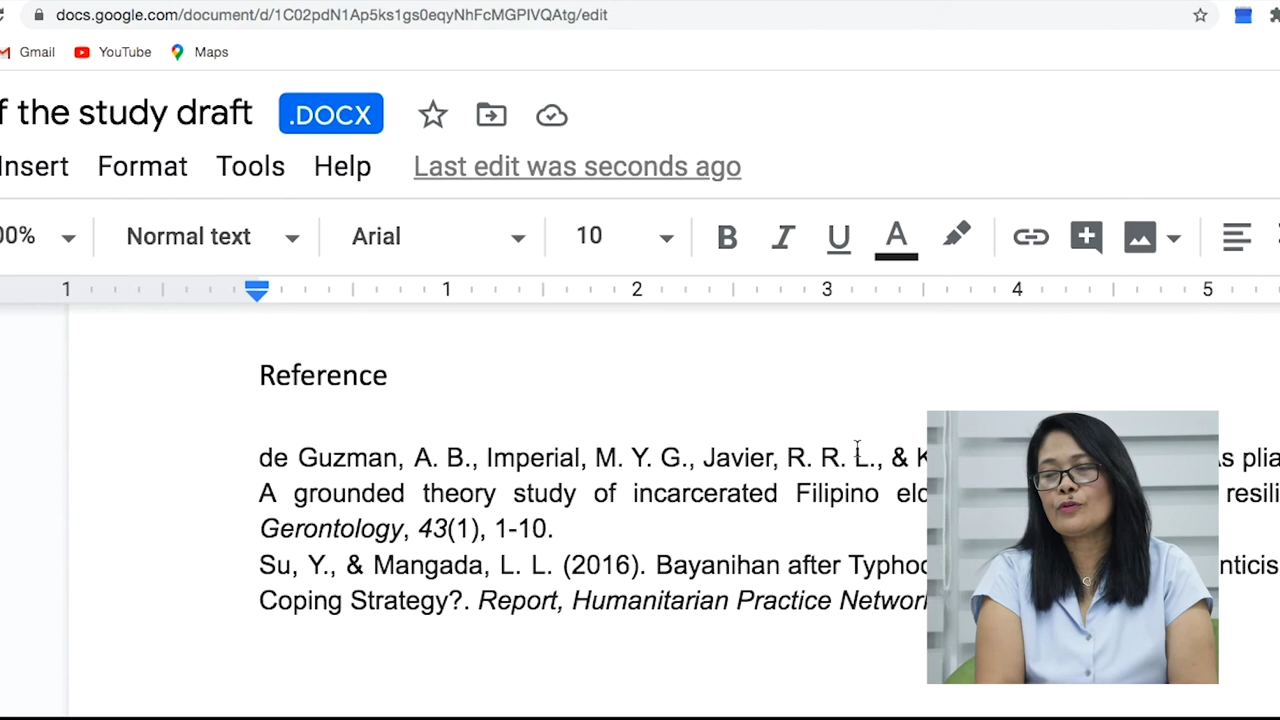 docs.google.com/document/d/1C02pdN1Ap5ks1gs0eqyNhFcMGPIVQAtg/edit
Gmail YouTube Maps
f the study draft .DOCX
Insert Format Tools Help Last edit was seconds ago
00% Normal text Arial 10 B I U A
1 1 2 3 4 5
Reference
de Guzman, A. B., Imperial, M. Y. G., Javier, R. R. L., & K
A grounded theory study of incarcerated Filipino resili
Gerontology, 43(1), 1-10.
Su, Y., & Mangada, L. L. (2016). Bayanihan after
Coping Strategy?. Report, Humanitarian Practice Network